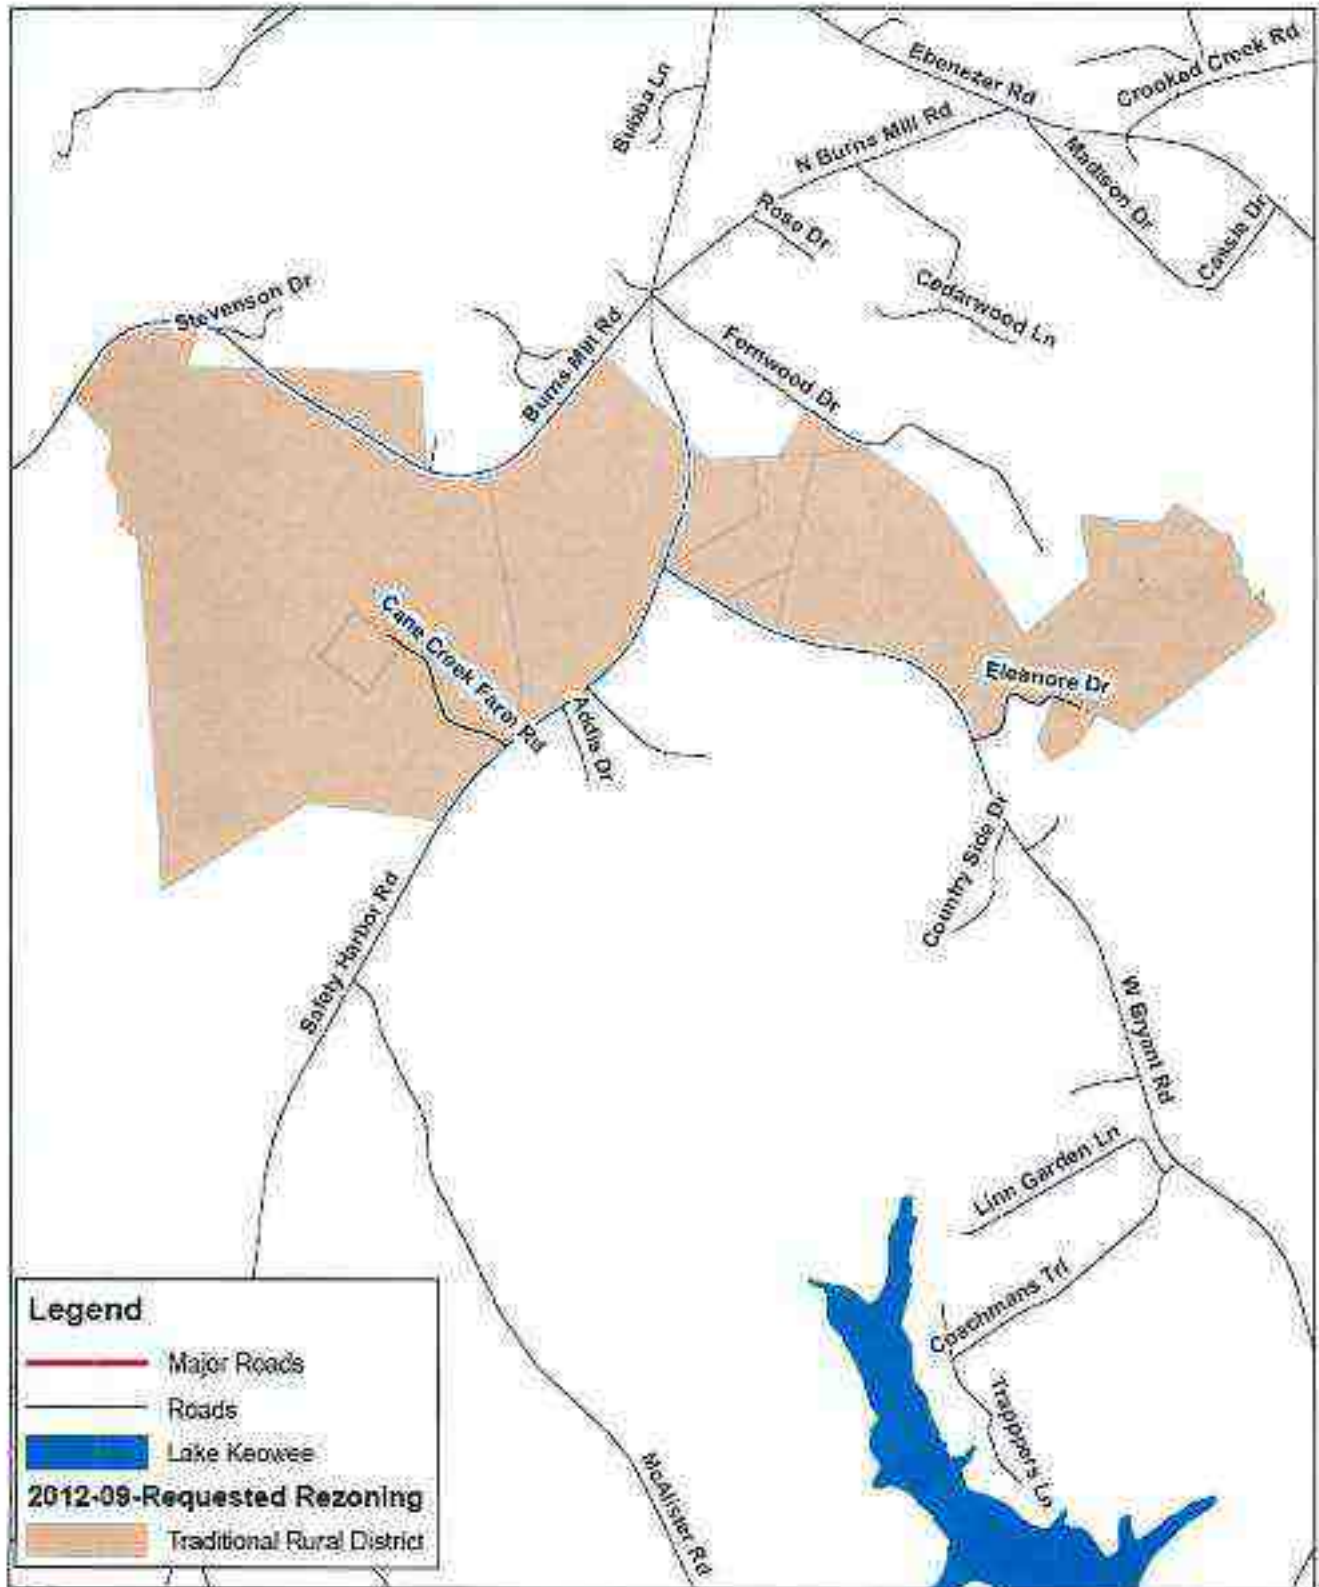 Ebenezer Rd
Crooked Creek Rd
Bubba Ln
N Burns Mill Rd
Madison Dr
Rose Dr
Cassie Dr
Cedarwood Ln
Stevenson Dr
Burns Mill Rd
Fernwood Dr
Cane Creek Farm Rd
Eleanore Dr
Addis Dr
Country Side Dr
Safety Harbor Rd
W Bryant Rd
Linn Garden Ln
Coachmans Trl
Trapppers Ln
McAlister Rd
Legend
Major Roads
Roads
Lake Keowee
2012-09-Requested Rezoning
Traditional Rural District